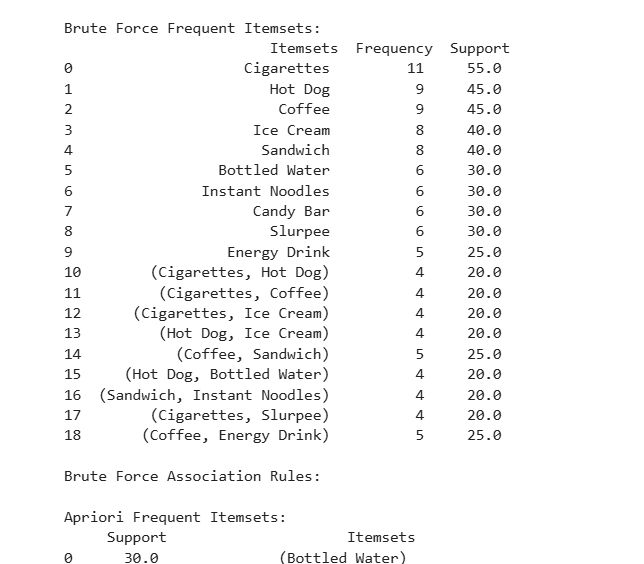 Brute Force Frequent Itemsets:
Itemsets Frequency Support
0 Cigarettes 11 55.0
1 Hot Dog 9 45.0
2 Coffee 9 45.0
3 Ice Cream 8 40.0
4 Sandwich 8 40.0
5 Bottled Water 6 30.0
6 Instant Noodles 6 30.0
7 Candy Bar 6 30.0
8 Slurpee 6 30.0
9 Energy Drink 5 25.0
10 (Cigarettes, Hot Dog) 4 20.0
11 (Cigarettes, Coffee) 4 20.0
12 (Cigarettes, Ice Cream) 4 20.0
13 (Hot Dog, Ice Cream) 4 20.0
14 (Coffee, Sandwich) 5 25.0
15 (Hot Dog, Bottled Water) 4 20.0
16 (Sandwich, Instant Noodles) 4 20.0
17 (Cigarettes, Slurpee) 4 20.0
18 (Coffee, Energy Drink) 5 25.0
Brute Force Association Rules:
Apriori Frequent Itemsets:
Support Itemsets
0 30.0 (Bottled Water)